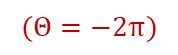 (Θ = −2π)